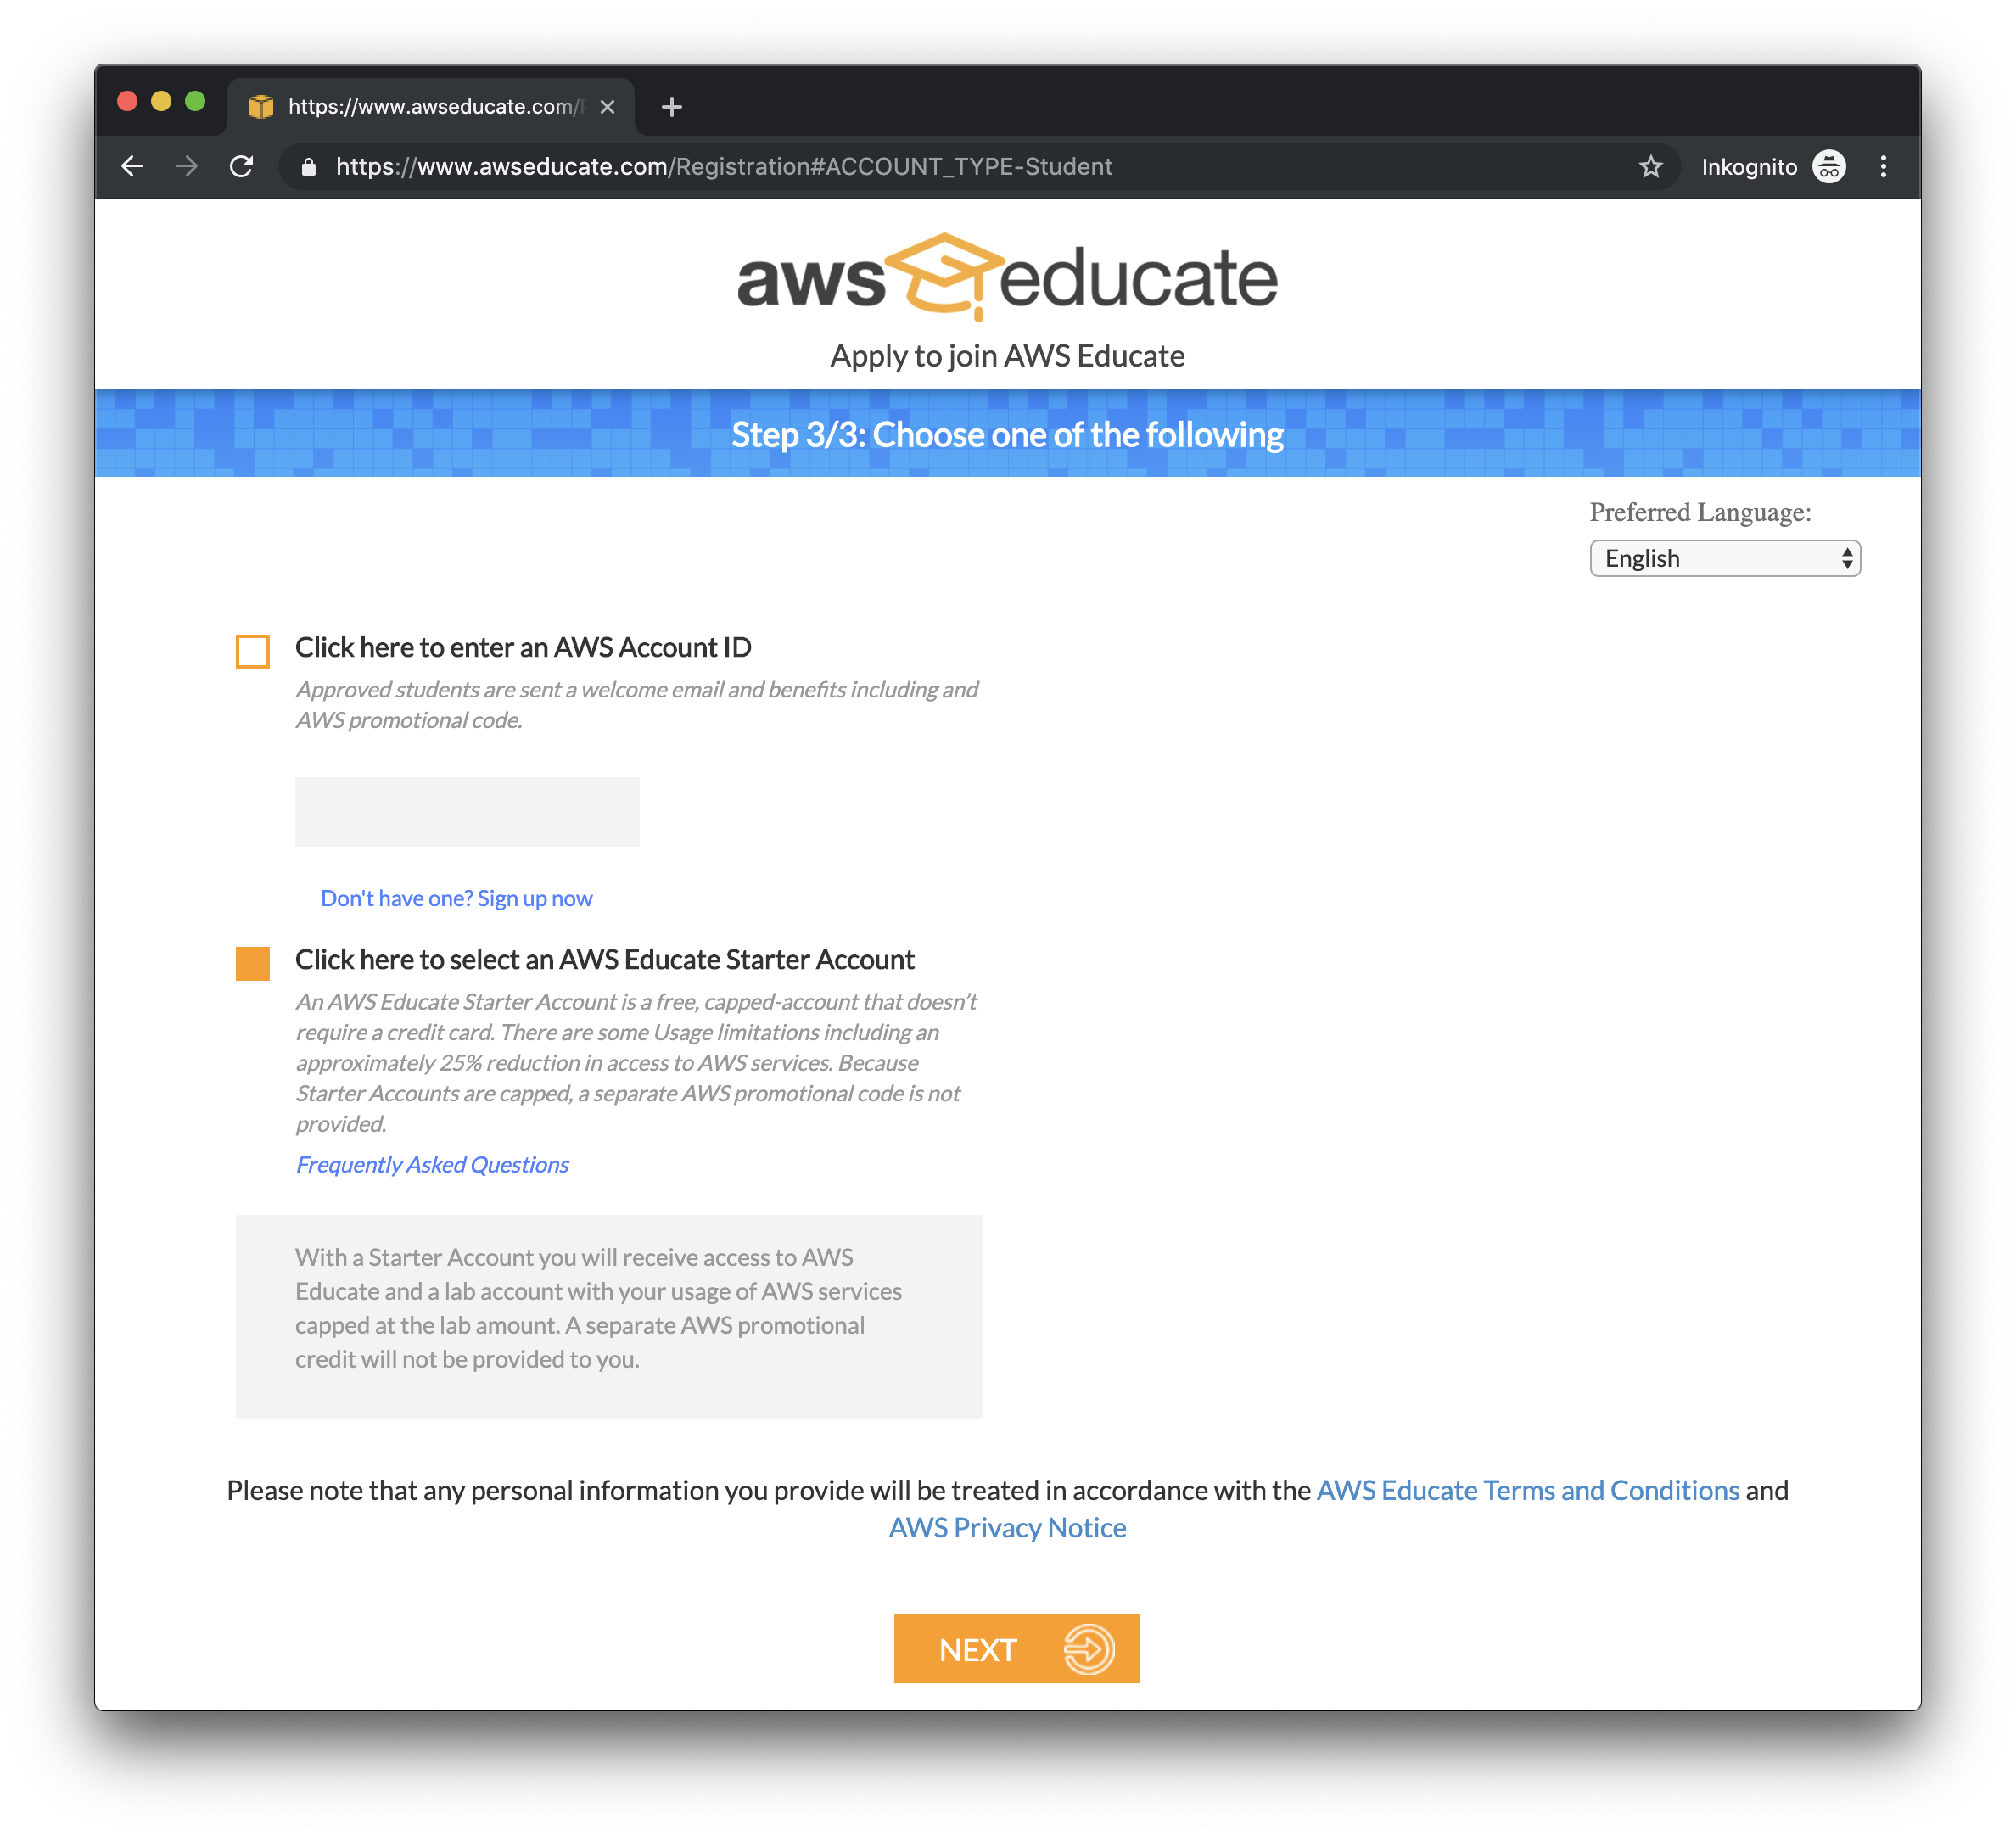 https://www.awseducate.com/
https://www.awseducate.com/Registration#ACCOUNT_TYPE-Student
Inkognito
aws educate
Apply to join AWS Educate
Step 3/3: Choose one of the following
Preferred Language:
English
Click here to enter an AWS Account ID
Approved students are sent a welcome email and benefits including and
AWS promotional code.
Don't have one? Sign up now
Click here to select an AWS Educate Starter Account
An AWS Educate Starter Account is a free, capped-account that doesn’t
require a credit card. There are some Usage limitations including an
approximately 25% reduction in access to AWS services. Because
Starter Accounts are capped, a separate AWS promotional code is not
provided.
Frequently Asked Questions
With a Starter Account you will receive access to AWS
Educate and a lab account with your usage of AWS services
capped at the lab amount. A separate AWS promotional
credit will not be provided to you.
Please note that any personal information you provide will be treated in accordance with the AWS Educate Terms and Conditions and
AWS Privacy Notice
NEXT